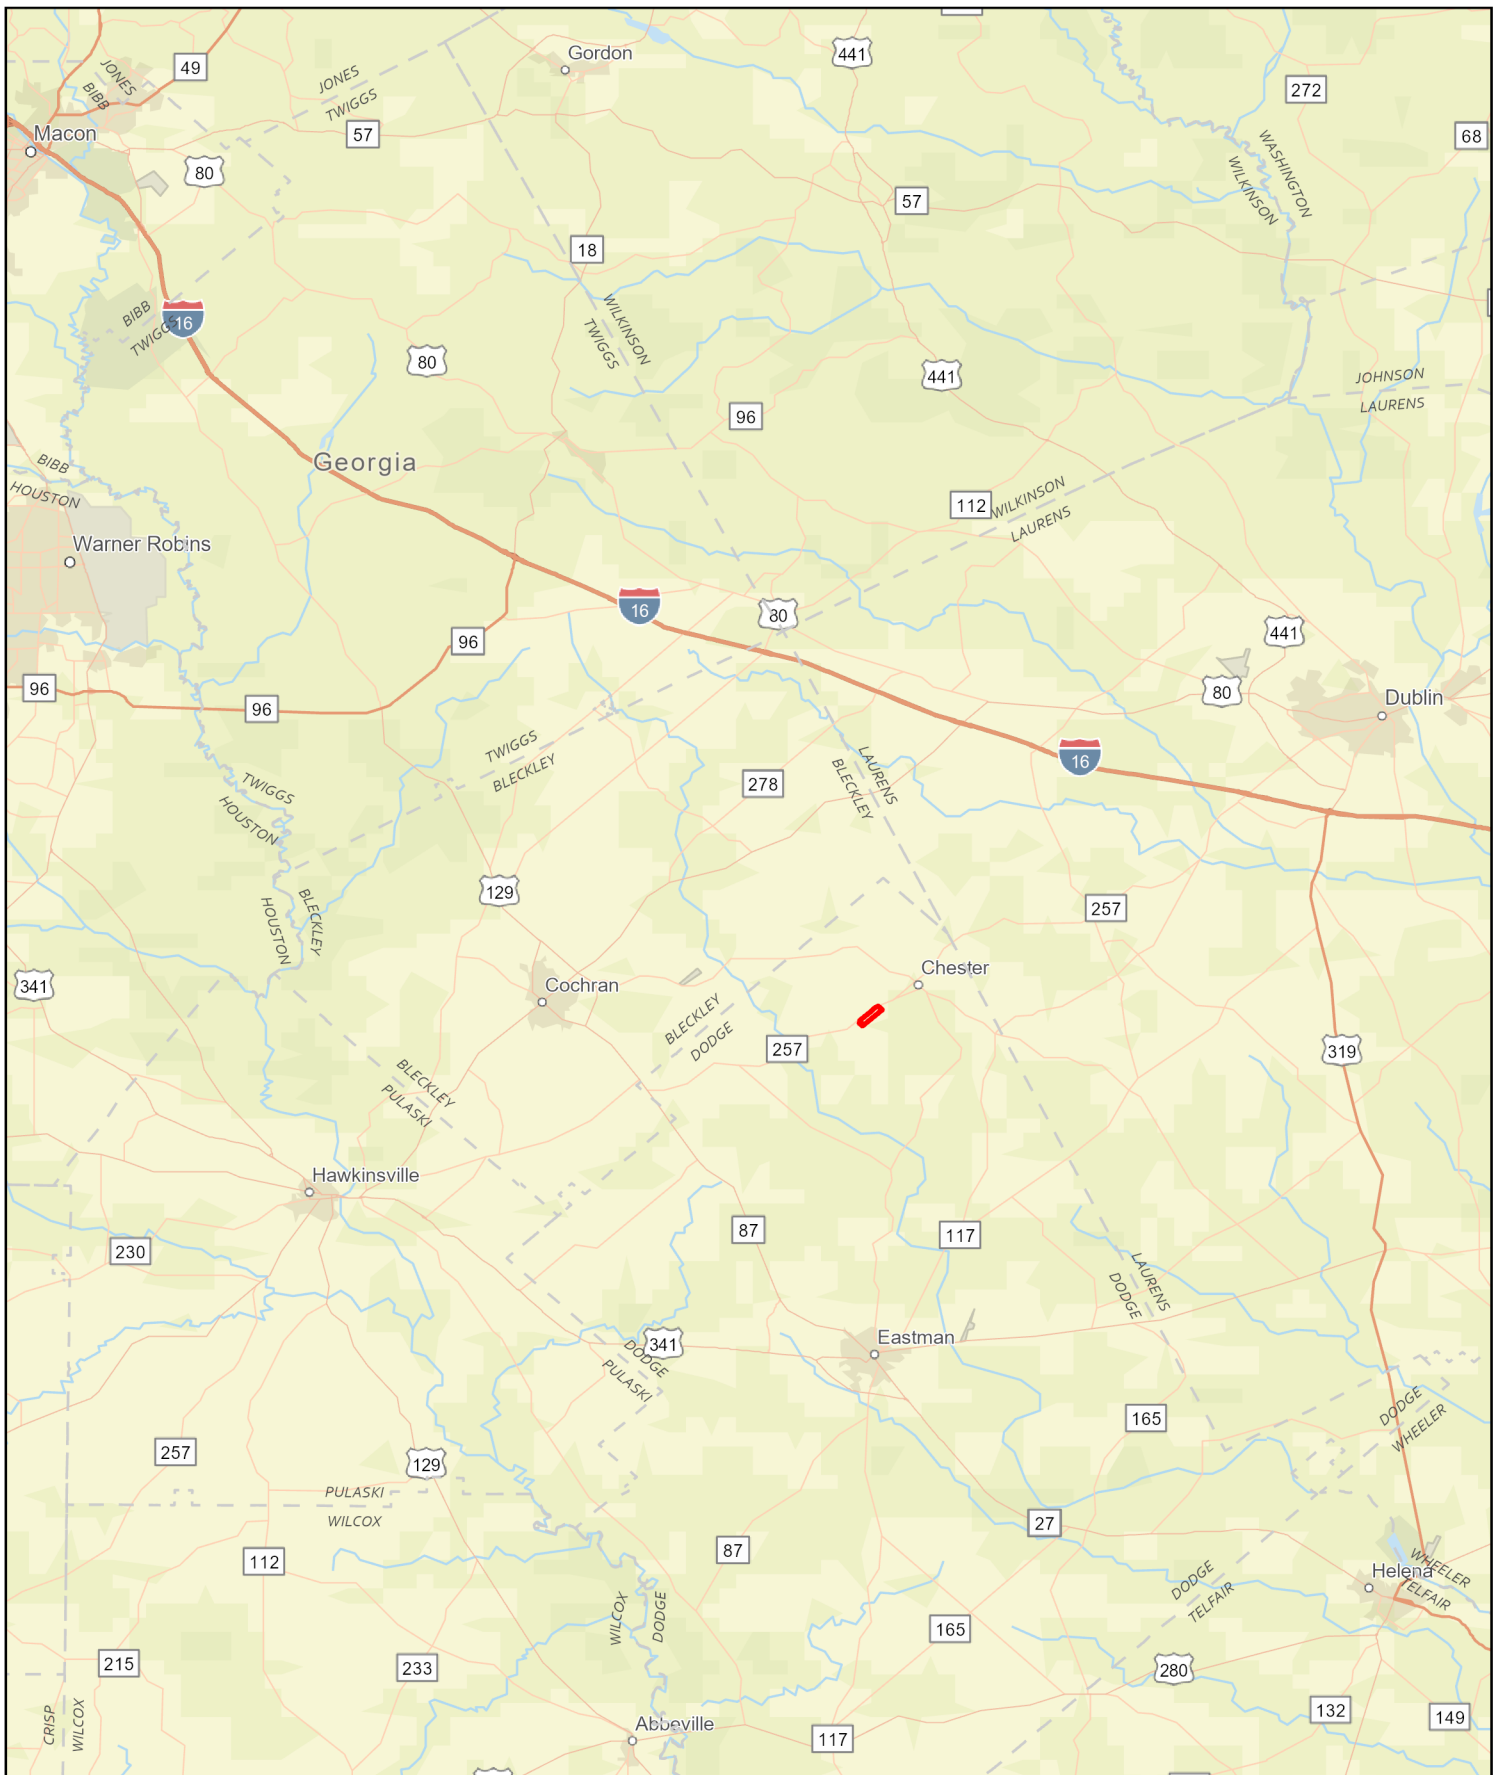 Gordon
441
49
JONES
BIBB
JONES
TWIGGS
272
57
Macon
68
80
WASHINGTON
WILKINSON
57
18
BIBB
TWIGGS
16
WILKINSON
TWIGGS
80
441
JOHNSON
LAURENS
96
Georgia
BIBB
HOUSTON
112
WILKINSON
LAURENS
Warner Robins
16
80
441
96
96
80
Dublin
96
TWIGGS
BLECKLEY
LAURENS
BLECKLEY
16
278
TWIGGS
HOUSTON
129
BLECKLEY
HOUSTON
257
Chester
341
Cochran
BLECKLEY
DODGE
257
319
BLECKLEY
PULASKI
Hawkinsville
87
117
230
LAURENS
DODGE
341
Eastman
DODGE
PULASKI
165
DODGE
WHEELER
257
129
PULASKI
WILCOX
27
87
112
Helena
WHEELER
TELFAIR
DODGE
TELFAIR
WILCOX
DODGE
165
215
233
280
CRISP
WILCOX
132
149
Abbeville
117